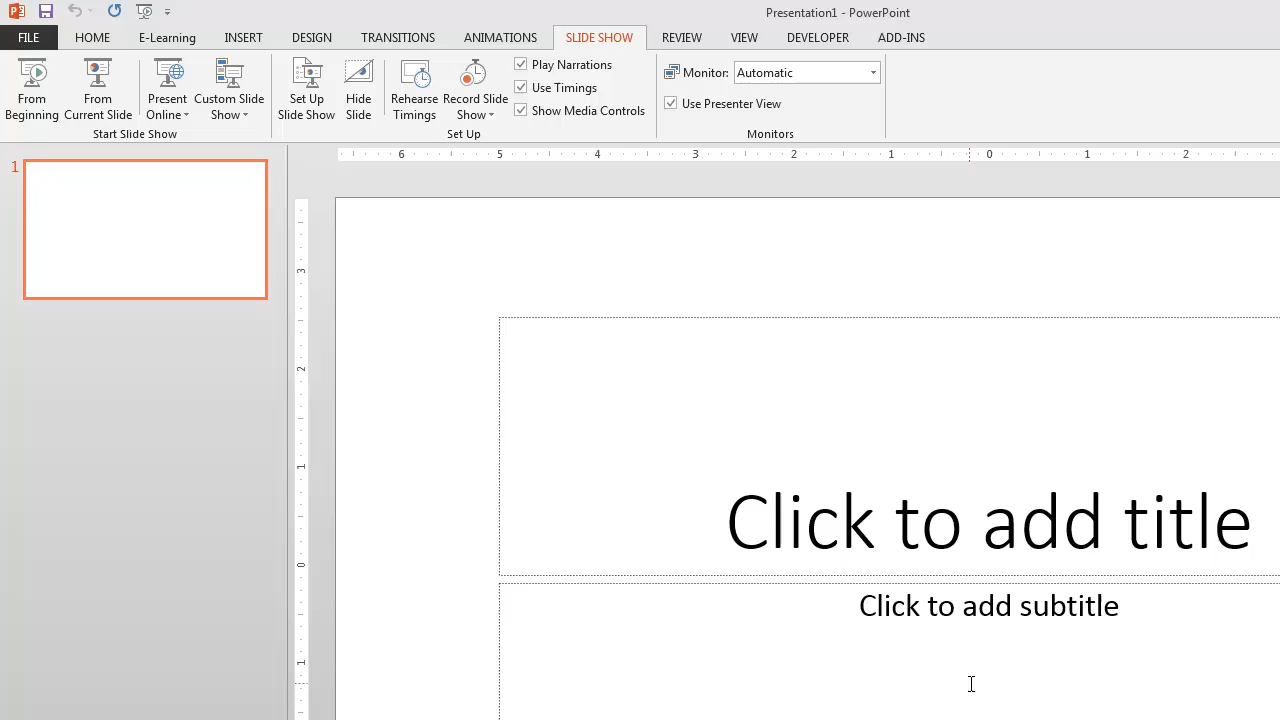 Presentation1 - PowerPoint
FILE HOME E-Learning INSERT DESIGN TRANSITIONS ANIMATIONS SLIDE SHOW REVIEW VIEW DEVELOPER ADD-INS
From Beginning
From Current Slide
Present Online
Custom Slide Show
Start Slide Show
Set Up Slide Show
Hide Slide
Rehearse Timings
Record Slide Show
Play Narrations
Use Timings
Show Media Controls
Set Up
Monitor: Automatic
Use Presenter View
Monitors
6 5 4 3 2 1 0 1 2
1
3
2
1
0
1
Click to add title
Click to add subtitle